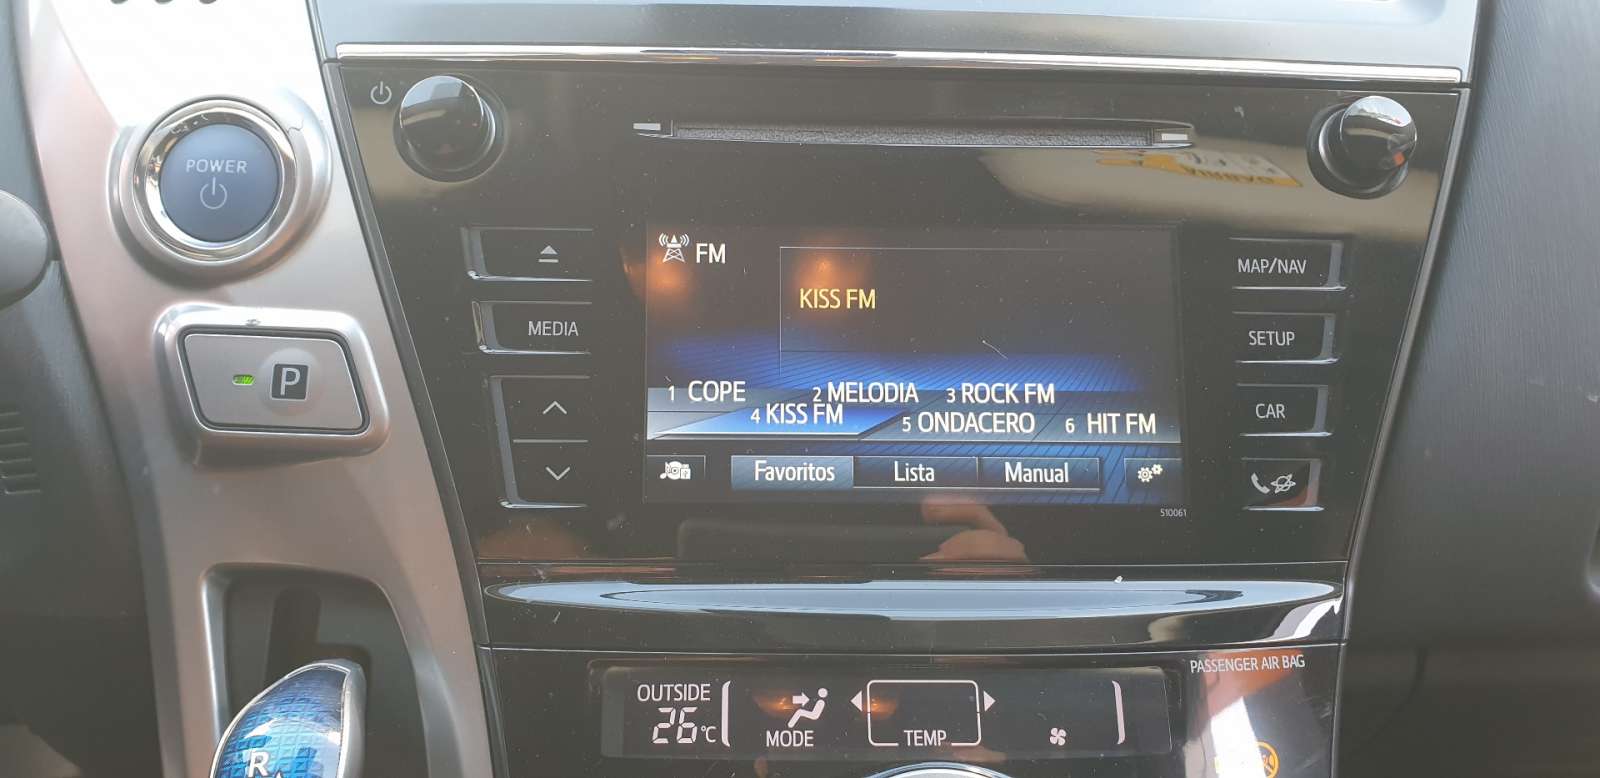 POWER
P
R
MEDIA
FM
KISS FM
1 COPE 2 MELODIA 3 ROCK FM
4 KISS FM 5 ONDACERO 6 HIT FM
Favoritos Lista Manual
510061
MAP/NAV
SETUP
CAR
PASSENGER AIR BAG
OUTSIDE
26°C
MODE
TEMP